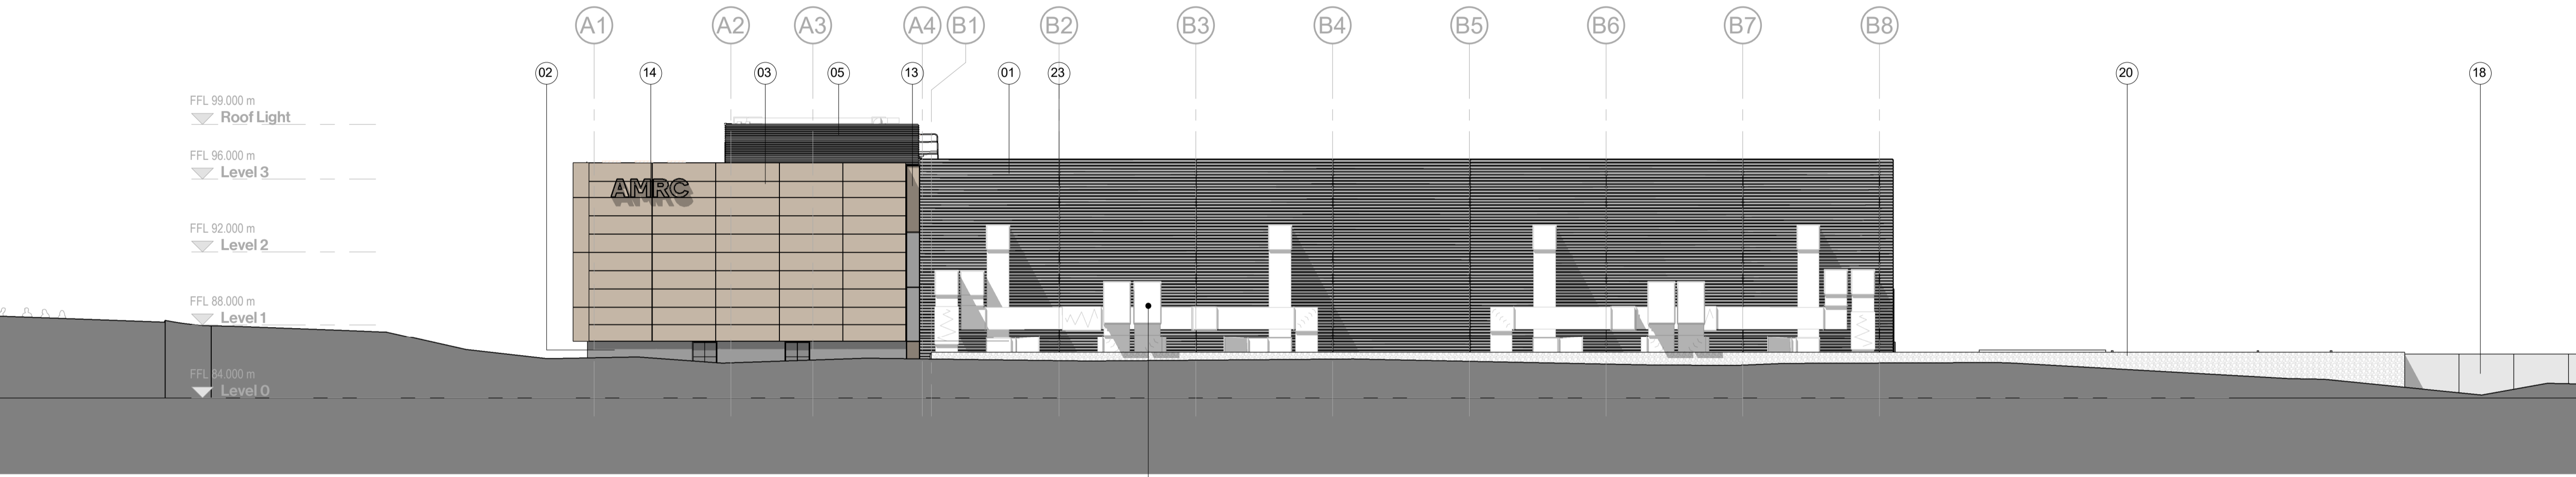 A1 A2 A3 A4 B1 B2 B3 B4 B5 B6 B7 B8
02 14 03 05 13 01 23 20 18
FFL 99.000 m
Roof Light
FFL 96.000 m
Level 3
AMRC
FFL 92.000 m
Level 2
FFL 88.000 m
Level 1
FFL 84.000 m
Level 0